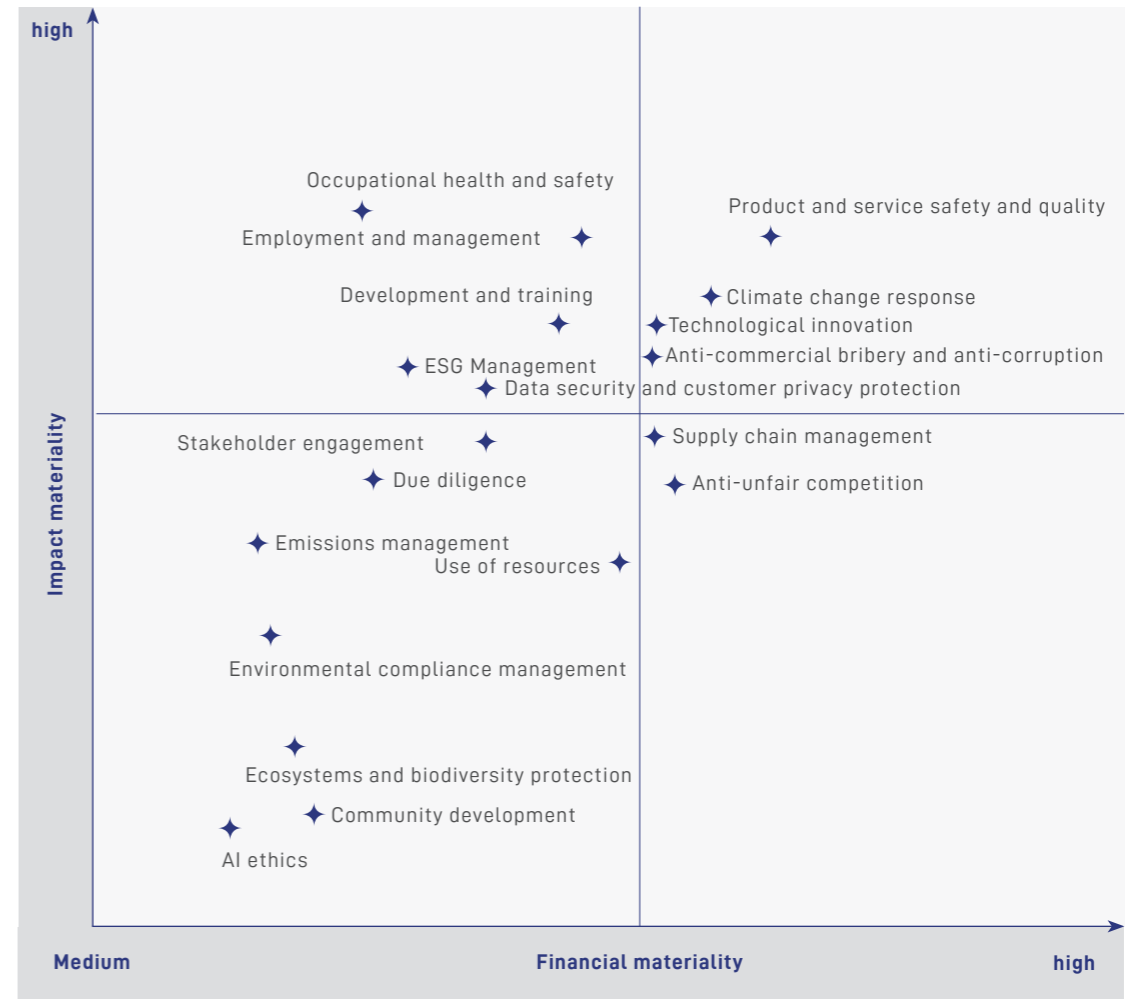 high
Occupational health and safety
Product and service safety and quality
Employment and management
Development and training
Climate change response
Technological innovation
Anti-commercial bribery and anti-corruption
ESG Management
Data security and customer privacy protection
Impact materiality
Stakeholder engagement
Supply chain management
Due diligence
Anti-unfair competition
Emissions management
Use of resources
Environmental compliance management
Ecosystems and biodiversity protection
Community development
AI ethics
Medium
Financial materiality
high